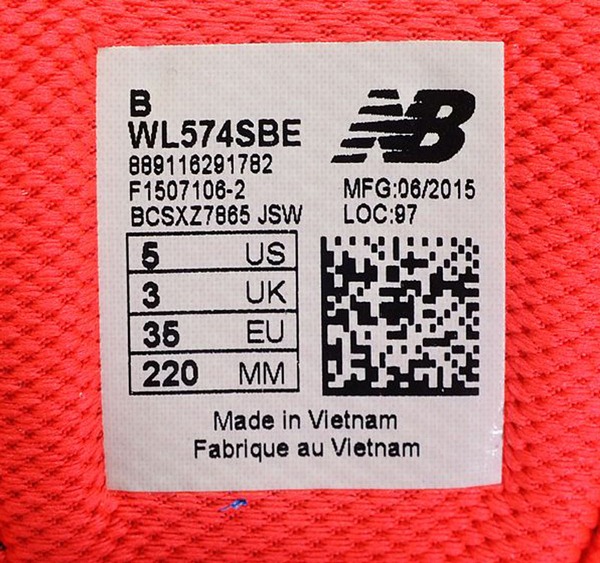 B
WL574SBE
NB
889116291782
F1507106-2
MFG:06/2015
BCSXZ7865 JSW
LOC:97
5 US
3 UK
35 EU
220 MM
Made in Vietnam
Fabrique au Vietnam